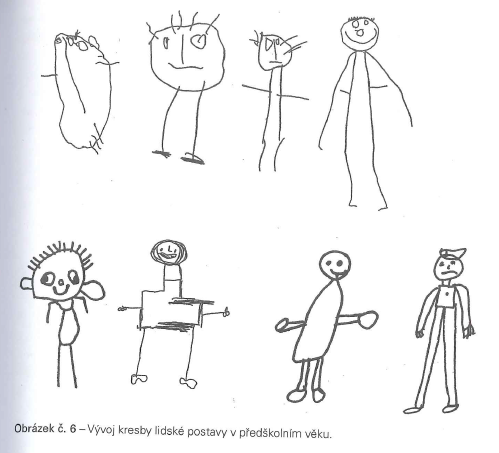 Obrázek č. 6 – Vývoj kresby lidské postavy v předškolním věku.